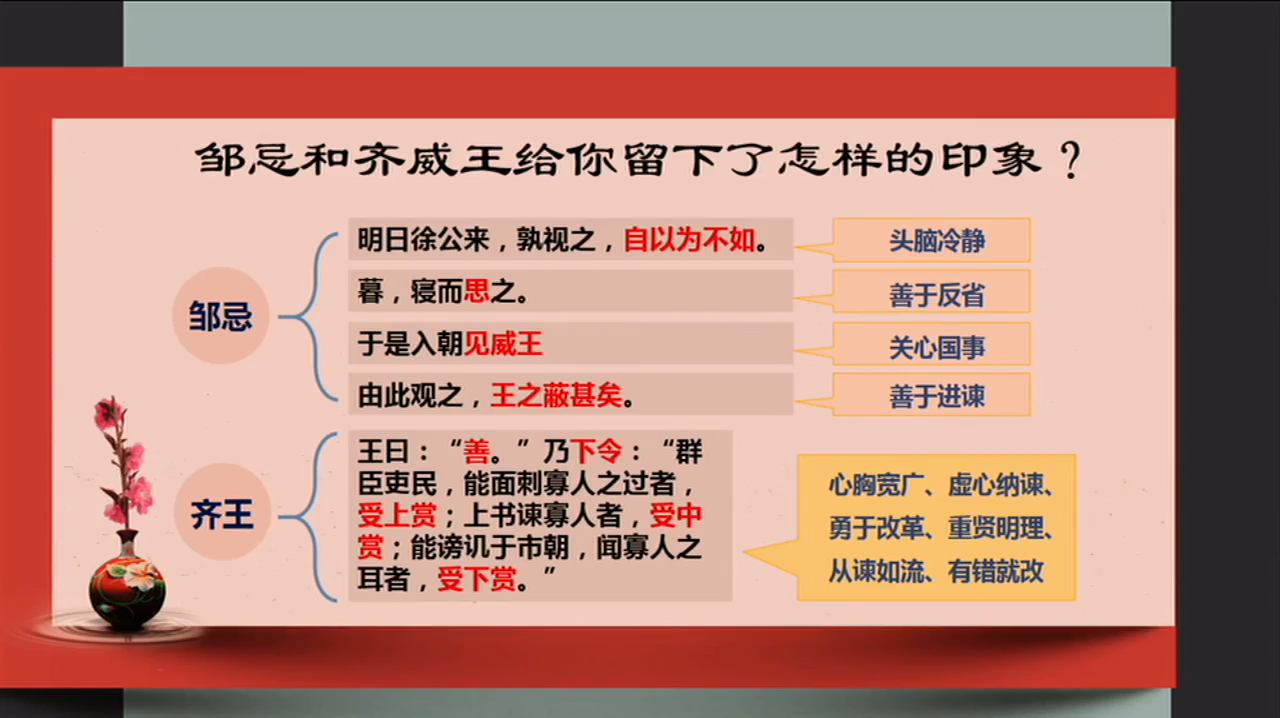 邹忌和齐威王给你留下了怎样的印象？
邹忌
明日徐公来，孰视之，自以为不如。
头脑冷静
暮，寝而思之。
善于反省
于是入朝见威王
关心国事
由此观之，王之蔽甚矣。
善于进谏
齐王
王曰：“善。”乃下令：“群
臣吏民，能面刺寡人之过者，
受上赏；上书谏寡人者，受中
赏；能谤讥于市朝，闻寡人之
耳者，受下赏。”
心胸宽广、虚心纳谏、
勇于改革、重贤明理、
从谏如流、有错就改